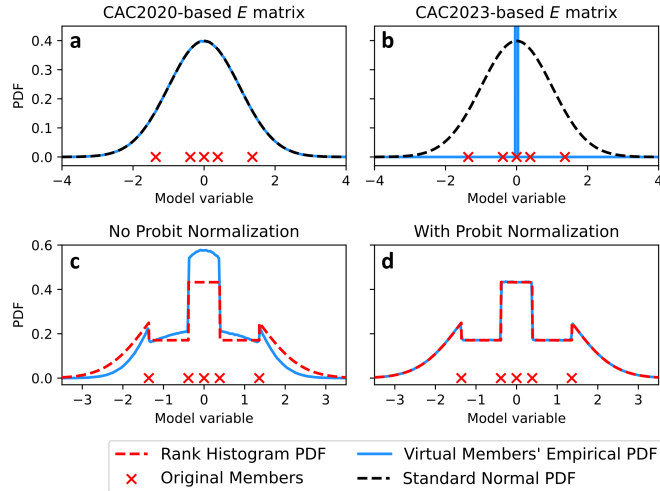 CAC2020-based E matrix
CAC2023-based E matrix
a
b
PDF
0.4
0.3
0.2
0.1
0.0
−4 −2 0 2 4
−4 −2 0 2 4
Model variable
Model variable
No Probit Normalization
With Probit Normalization
c
d
PDF
0.6
0.4
0.2
0.0
−3 −2 −1 0 1 2 3
−3 −2 −1 0 1 2 3
Model variable
Model variable
Rank Histogram PDF
Virtual Members' Empirical PDF
Original Members
Standard Normal PDF